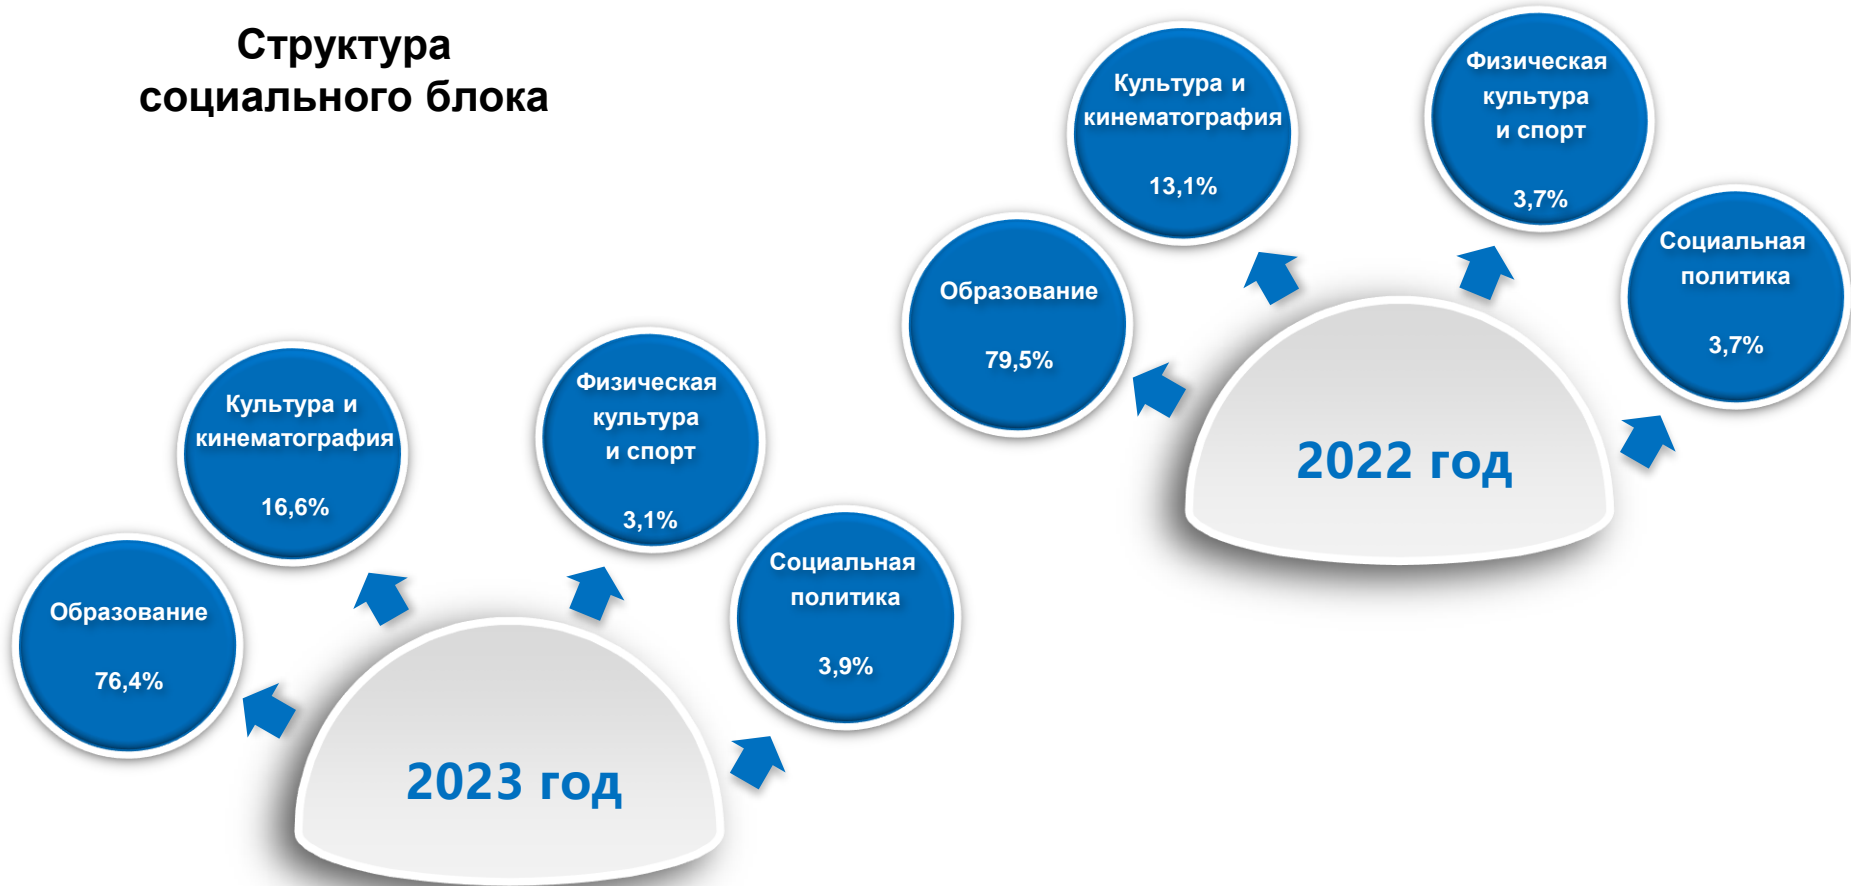 Структура
социального блока
Культура и
кинематография
13,1%
Физическая
культура
и спорт
3,7%
Образование
79,5%
Социальная
политика
3,7%
2022 год
Культура и
кинематография
16,6%
Физическая
культура
и спорт
3,1%
Образование
76,4%
Социальная
политика
3,9%
2023 год